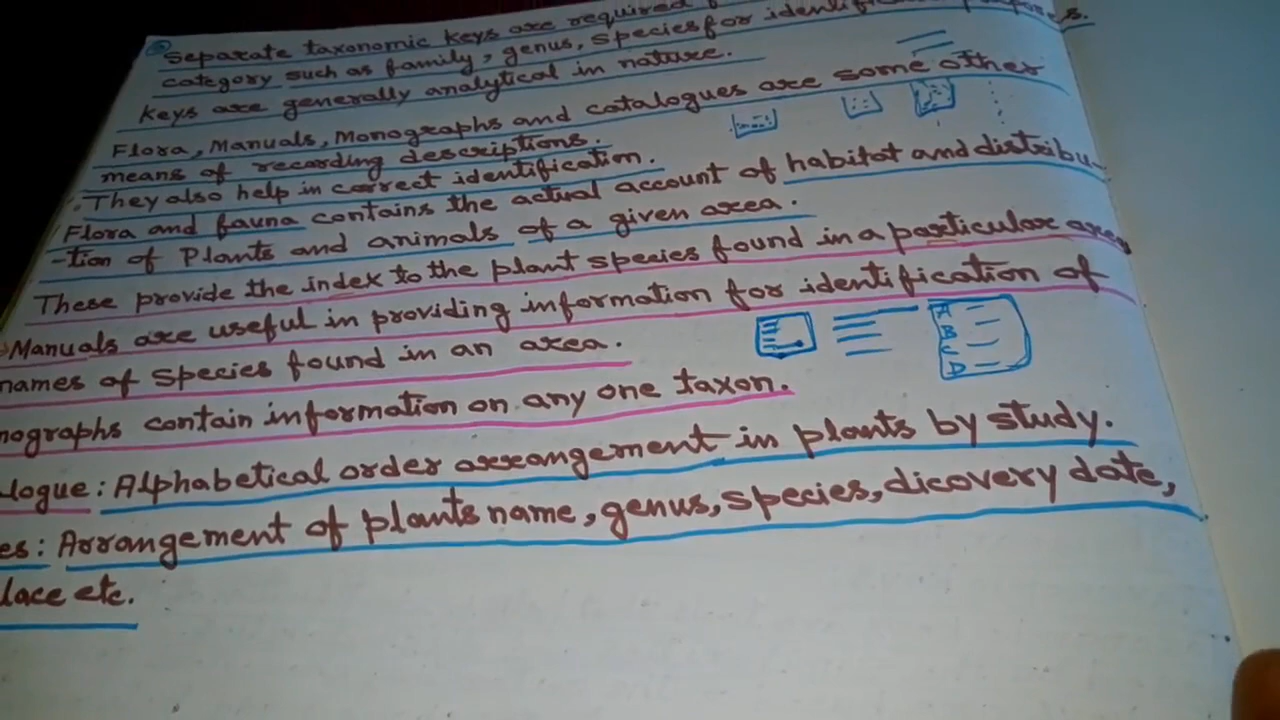 Separate taxonomic keys are required
category such as family, genus, species for
keys are generally analytical in nature.
Flora, Manuals, Monographs and catalogues are some other
means of recording descriptions.
They also help in correct identification.
Flora and fauna contains the actual account of habitat and distribu-
-tion of Plants and animals of a given area.
These provide the index to the plant species found in a particular area
Manuals are useful in providing information for identification of
names of species found in an area.
nographs contain information on any one taxon.
logue: Alphabetical order arrangement in plants by study.
es: Arrangement of plants name, genus, species, dicovery date,
lace etc.
A
B
C
D